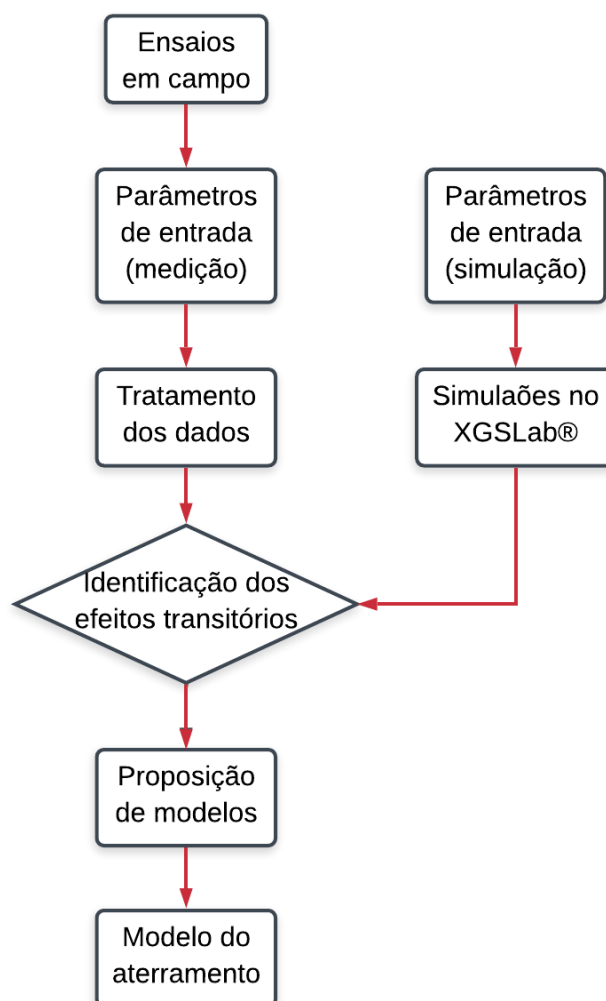 Ensaios
em campo
Parâmetros
de entrada
(medição)
Parâmetros
de entrada
(simulação)
Tratamento
dos dados
Simulaões no
XGSLab®
Identificação dos
efeitos transitórios
Proposição
de modelos
Modelo do
aterramento